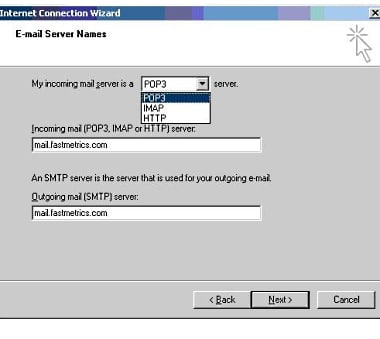 Internet Connection Wizard
E-mail Server Names
My incoming mail server is a POP3 server.
POP3
IMAP
HTTP
Incoming mail (POP3, IMAP or HTTP) server:
mail.fastmetrics.com
An SMTP server is the server that is used for your outgoing e-mail.
Outgoing mail (SMTP) server:
mail.fastmetrics.com
< Back Next > Cancel